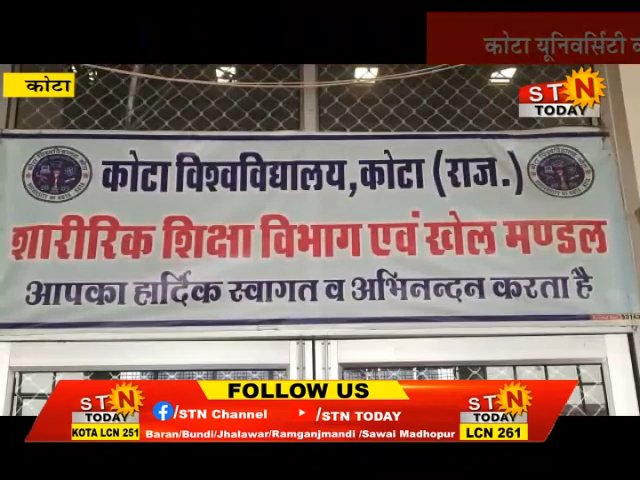 कोटा यूनिवर्सिटी
कोटा
STN
TODAY
कोटा विश्वविद्यालय, कोटा (राज.)
शारीरिक शिक्षा विभाग एवं खेल मण्डल
आपका हार्दिक स्वागत व अभिनन्दन करता है
FOLLOW US
STN
TODAY
KOTA LCN 251
/STN Channel
/STN TODAY
Baran/Bundi/Jhalawar/Ramganjmandi /Sawai Madhopur
STN
TODAY
LCN 261